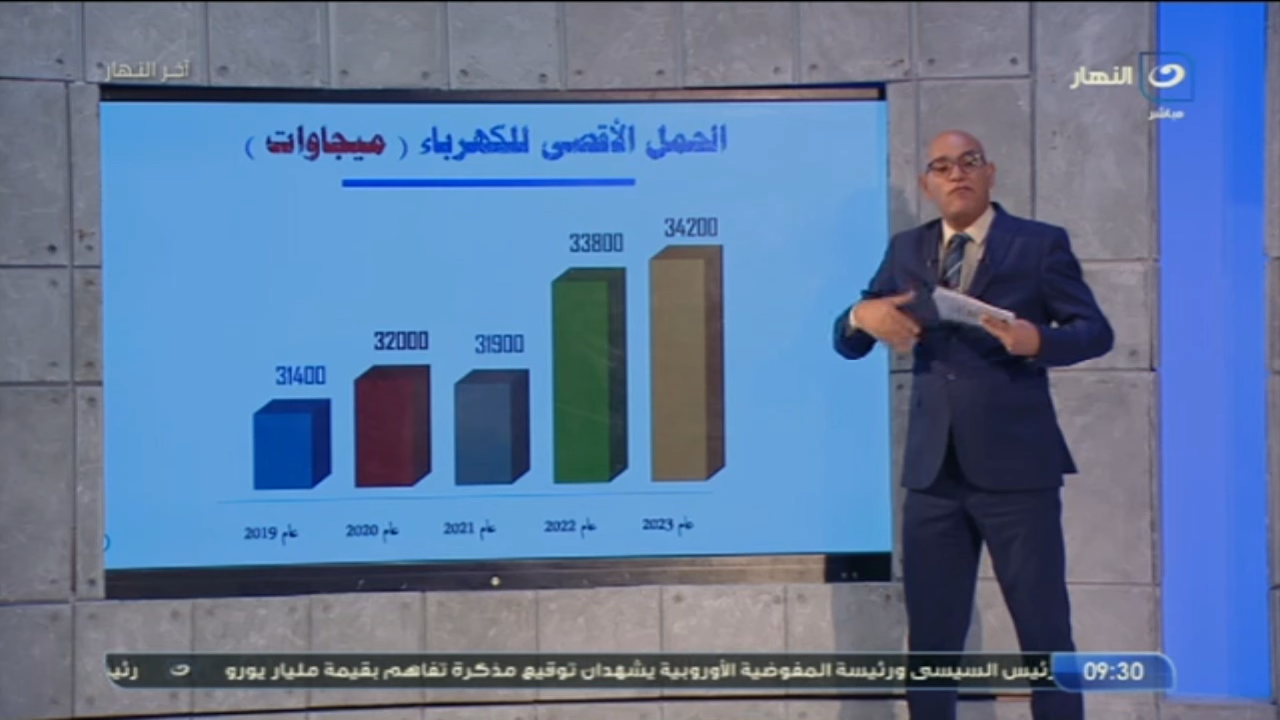 آخر النهار
النهار
مباشر
الحمل الأقصى للكهرباء ( ميجاوات )
34200
33800
32000
31900
31400
عام 2019
عام 2020
عام 2021
عام 2022
عام 2023
09:30
رئيس السيسى ورئيسة المفوضية الأوروبية يشهدان توقيع مذكرة تفاهم بقيمة مليار يورو